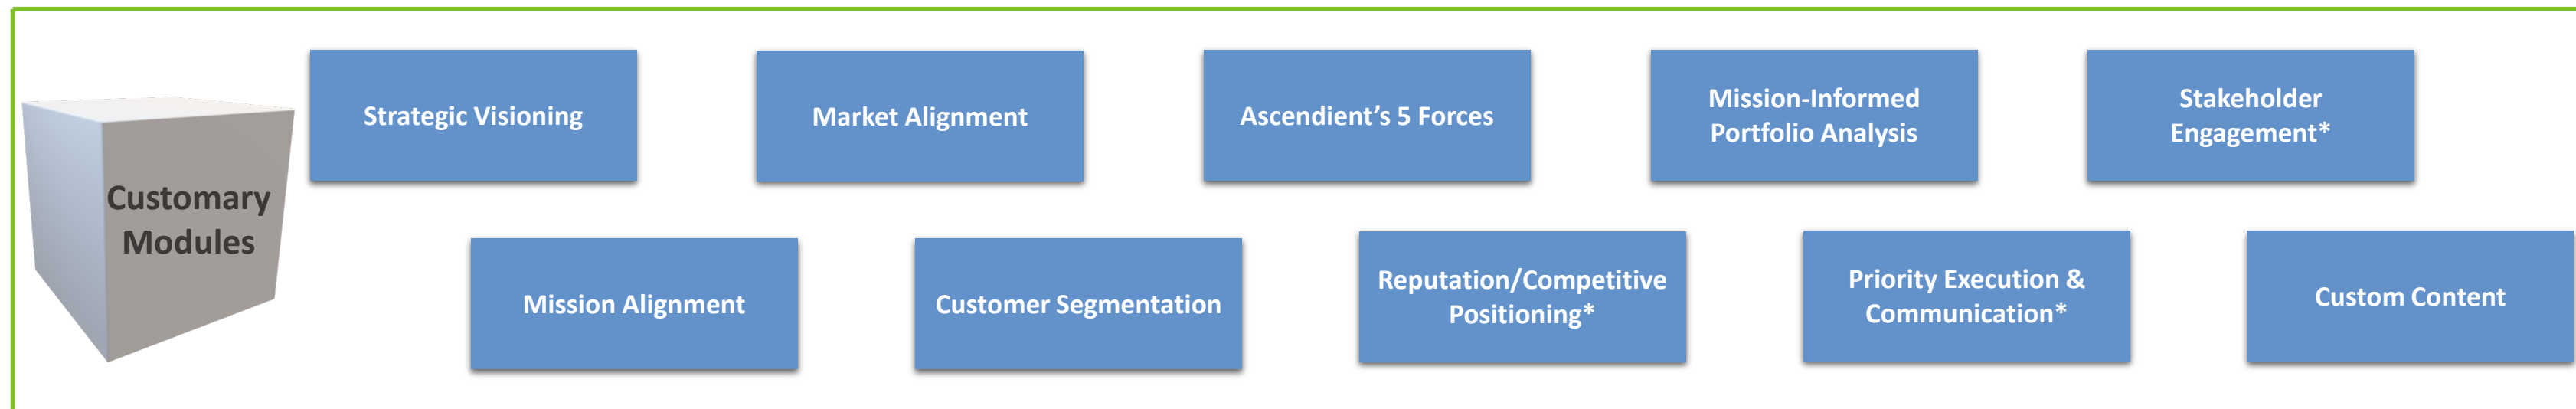 Customary
Modules
Strategic Visioning
Market Alignment
Ascendient’s 5 Forces
Mission-Informed
Portfolio Analysis
Stakeholder
Engagement*
Mission Alignment
Customer Segmentation
Reputation/Competitive
Positioning*
Priority Execution &
Communication*
Custom Content